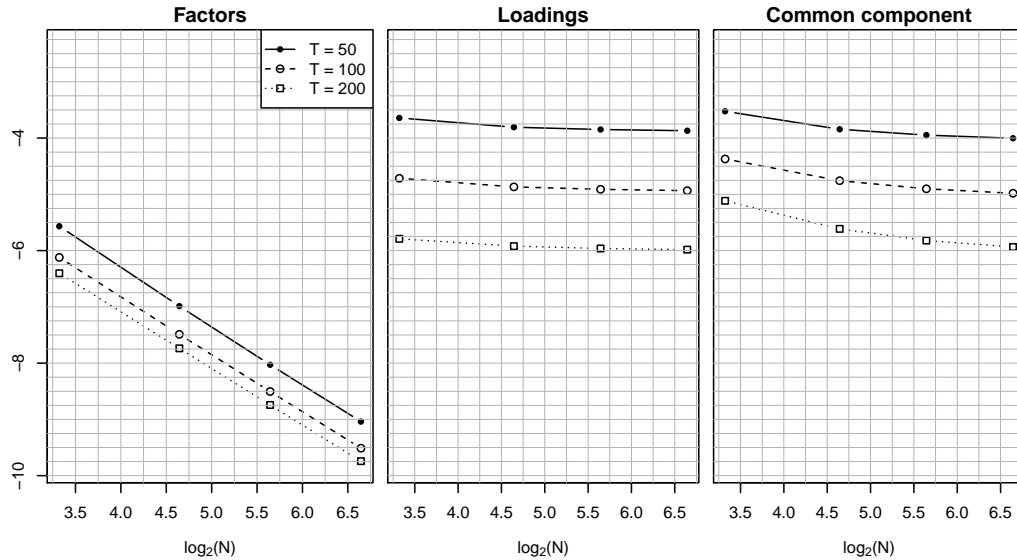 Factors
Loadings
Common component
T = 50
T = 100
T = 200
−4
−6
−8
−10
3.5 4.0 4.5 5.0 5.5 6.0 6.5
3.5 4.0 4.5 5.0 5.5 6.0 6.5
3.5 4.0 4.5 5.0 5.5 6.0 6.5
log₂(N)
log₂(N)
log₂(N)